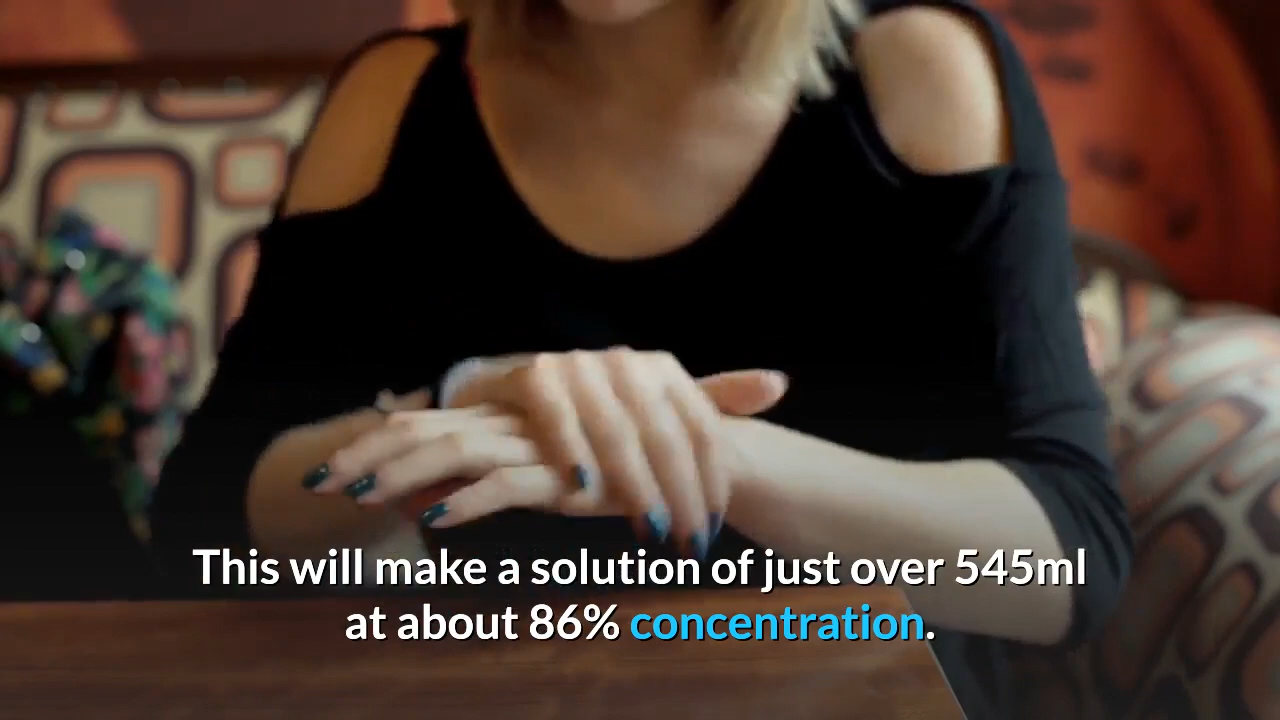 This will make a solution of just over 545ml
at about 86% concentration.